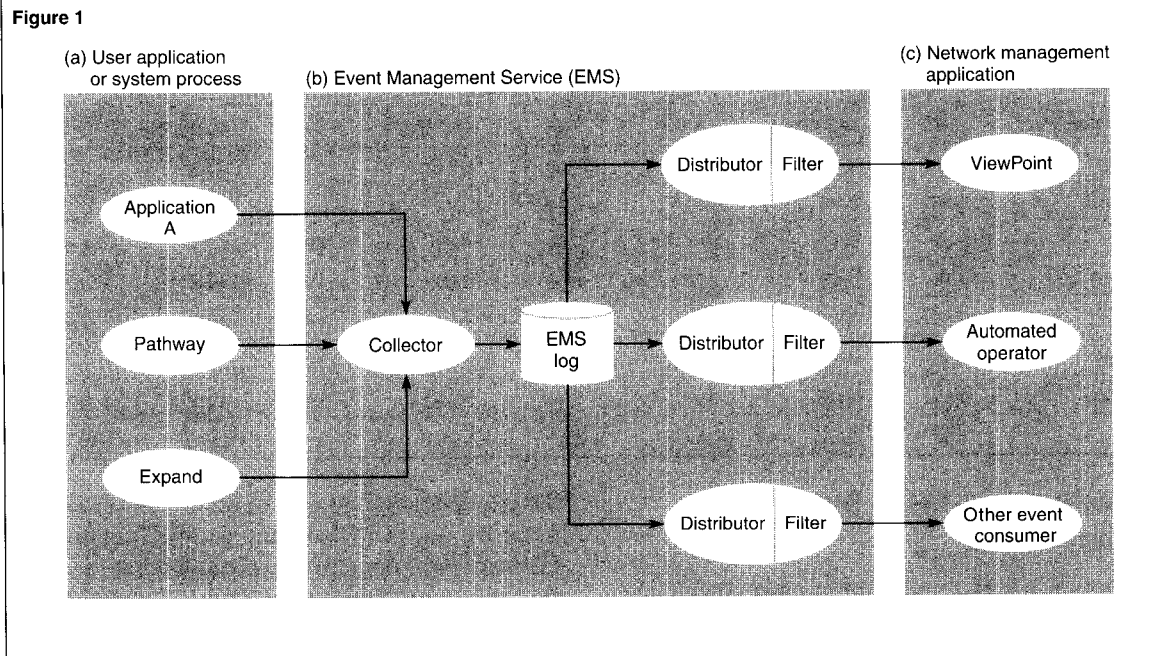 Figure 1
(a) User application
or system process
(b) Event Management Service (EMS)
(c) Network management
application
Application
A
Pathway
Expand
Collector
EMS
log
Distributor Filter
Distributor Filter
Distributor Filter
ViewPoint
Automated
operator
Other event
consumer